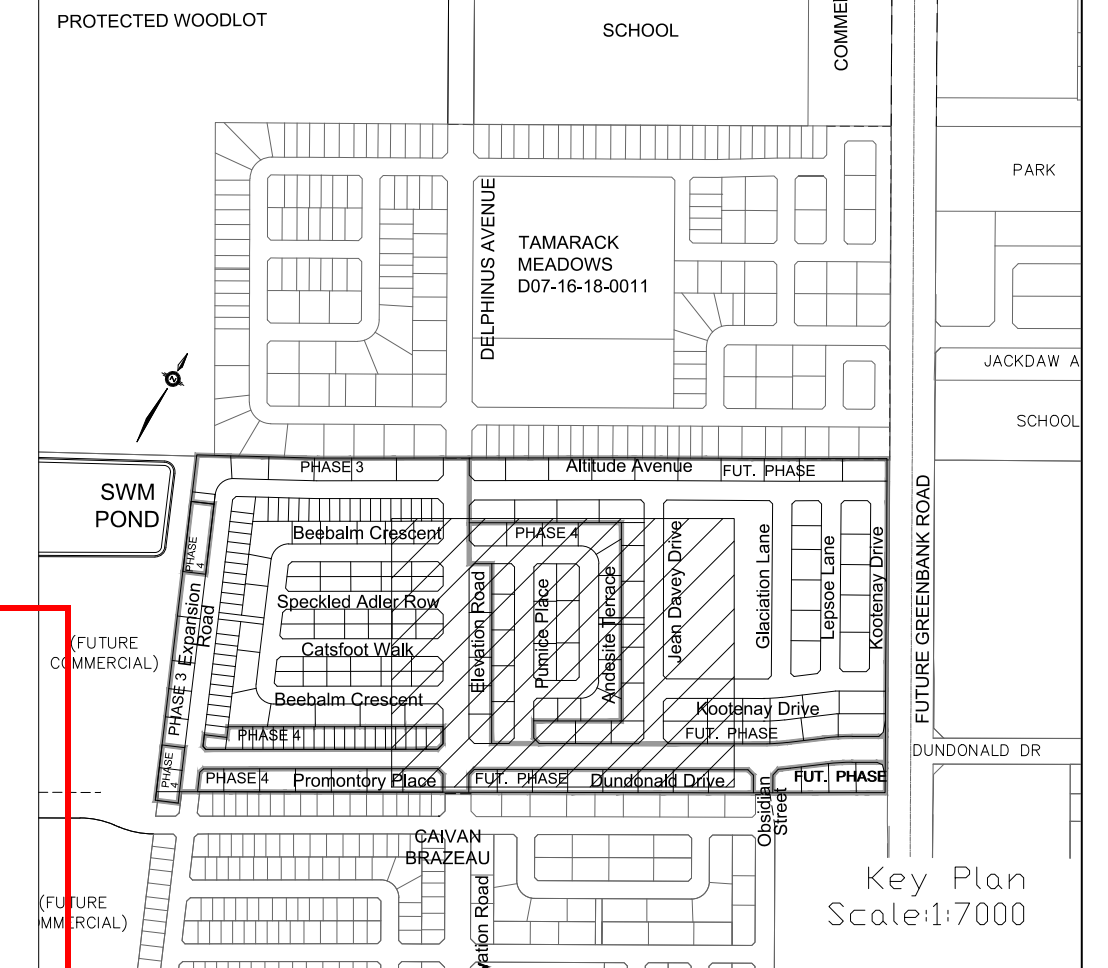 PROTECTED WOODLOT
SCHOOL
PARK
DELPHINUS AVENUE
TAMARACK
MEADOWS
D07-16-18-0011
JACKDAW A
SCHOOL
N
SWM
POND
PHASE 3
Altitude Avenue
FUT. PHASE
Beebalm Crescent
PHASE 4
PHASE
4
Speckled Adler Row
Catsfoot Walk
Beebalm Crescent
Elevation Road
Pumice Place
Andesite Terrace
Jean Davey Drive
Glaciation Lane
Lepsoe Lane
Kootenay Drive
FUTURE GREENBANK ROAD
(FUTURE
COMMERCIAL)
PHASE 3
Expansion
Road
Kootenay Drive
FUT. PHASE
PHASE 4
DUNDONALD DR
PHASE
4
PHASE 4
Promontory Place
FUT. PHASE
Dundonald Drive
FUT. PHASE
Obsidian
Street
CAIVAN
BRAZEAU
Key Plan
Scale:1:7000
(FUTURE
MMERCIAL)
vation Road